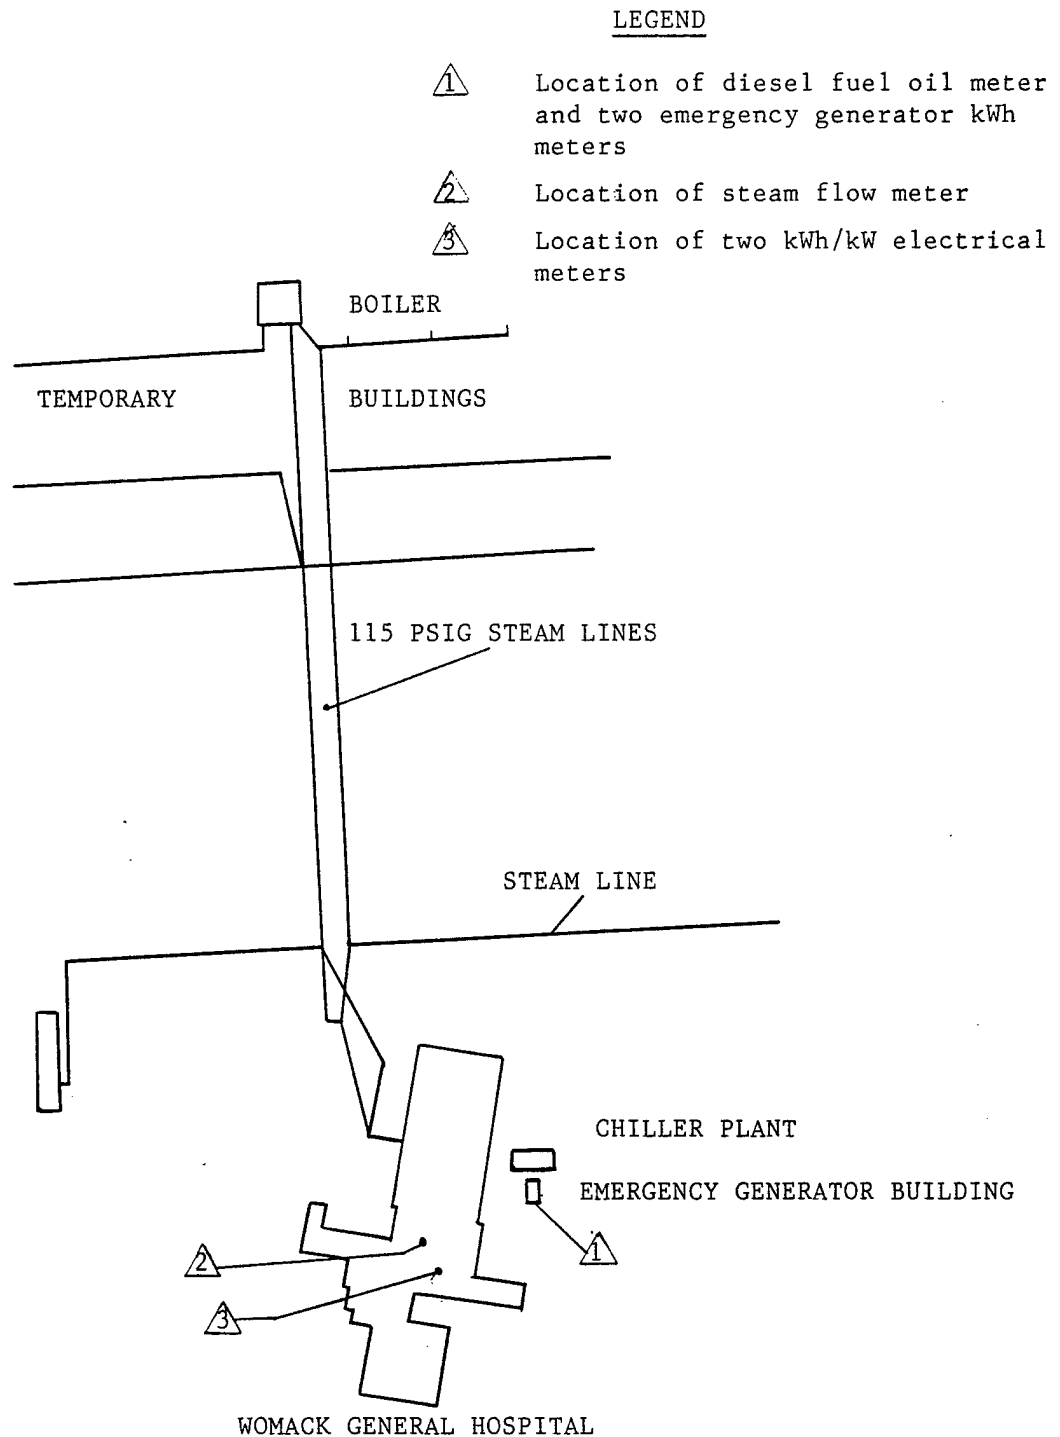 LEGEND
1 Location of diesel fuel oil meter
and two emergency generator kWh
meters
2 Location of steam flow meter
3 Location of two kWh/kW electrical
meters
BOILER
TEMPORARY BUILDINGS
115 PSIG STEAM LINES
STEAM LINE
CHILLER PLANT
EMERGENCY GENERATOR BUILDING
1
2
3
WOMACK GENERAL HOSPITAL